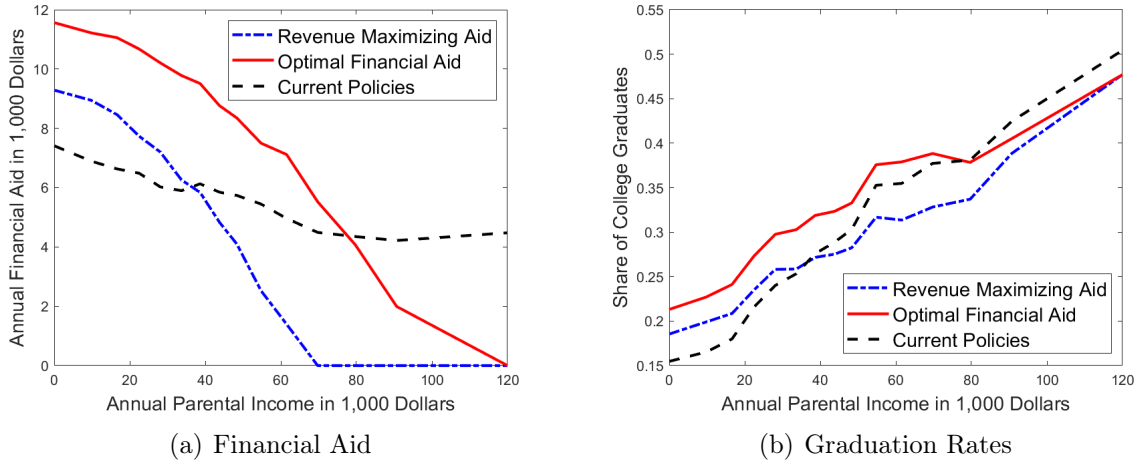 12
10
8
6
4
2
0
Annual Financial Aid in 1,000 Dollars
Revenue Maximizing Aid
Optimal Financial Aid
Current Policies
0 20 40 60 80 100 120
Annual Parental Income in 1,000 Dollars
(a) Financial Aid
0.55
0.5
0.45
0.4
0.35
0.3
0.25
0.2
0.15
Share of College Graduates
Revenue Maximizing Aid
Optimal Financial Aid
Current Policies
0 20 40 60 80 100 120
Annual Parental Income in 1,000 Dollars
(b) Graduation Rates